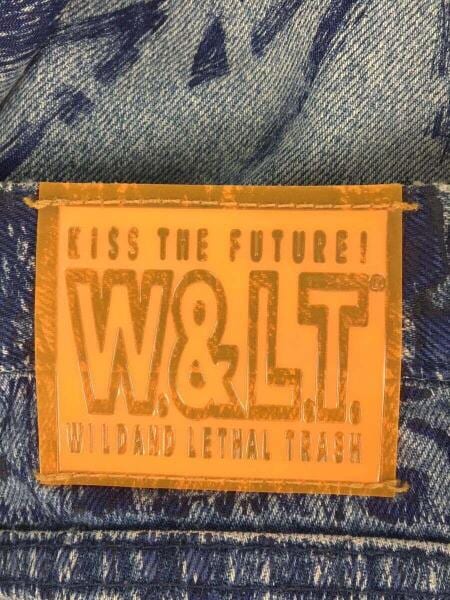 KISS THE FUTURE!
W.&L.T.®
WILDAND LETHAL TRASH